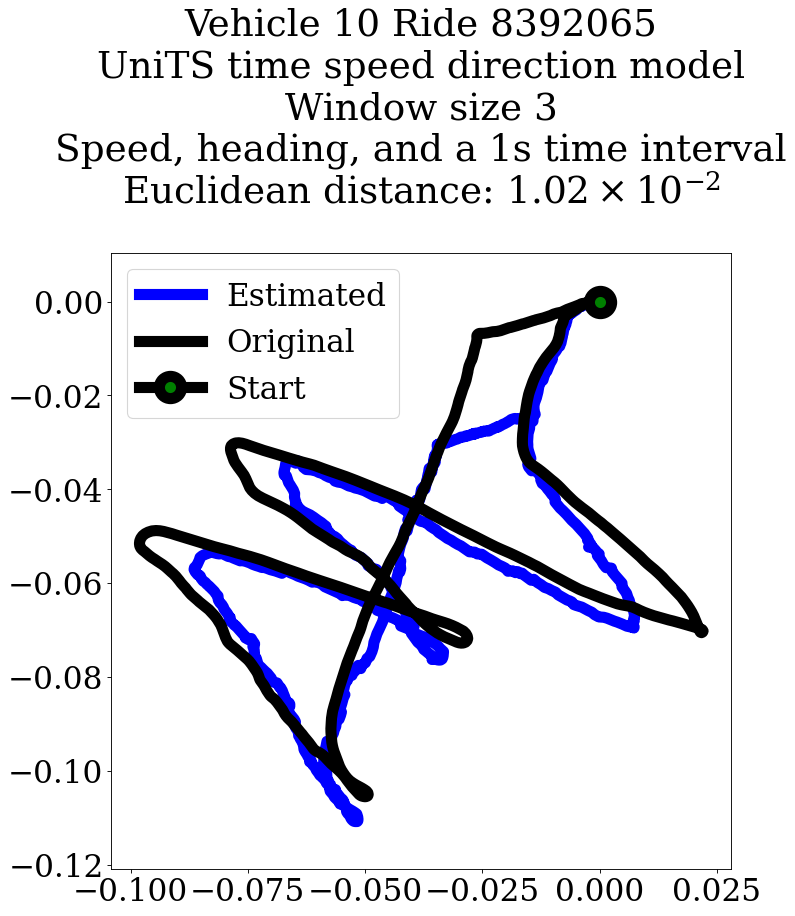 Vehicle 10 Ride 8392065
UniTS time speed direction model
Window size 3
Speed, heading, and a 1s time interval
Euclidean distance: 1.02 × 10⁻²
Estimated
Original
Start
0.00
−0.02
−0.04
−0.06
−0.08
−0.10
−0.12
−0.100 −0.075 −0.050 −0.025 0.000 0.025